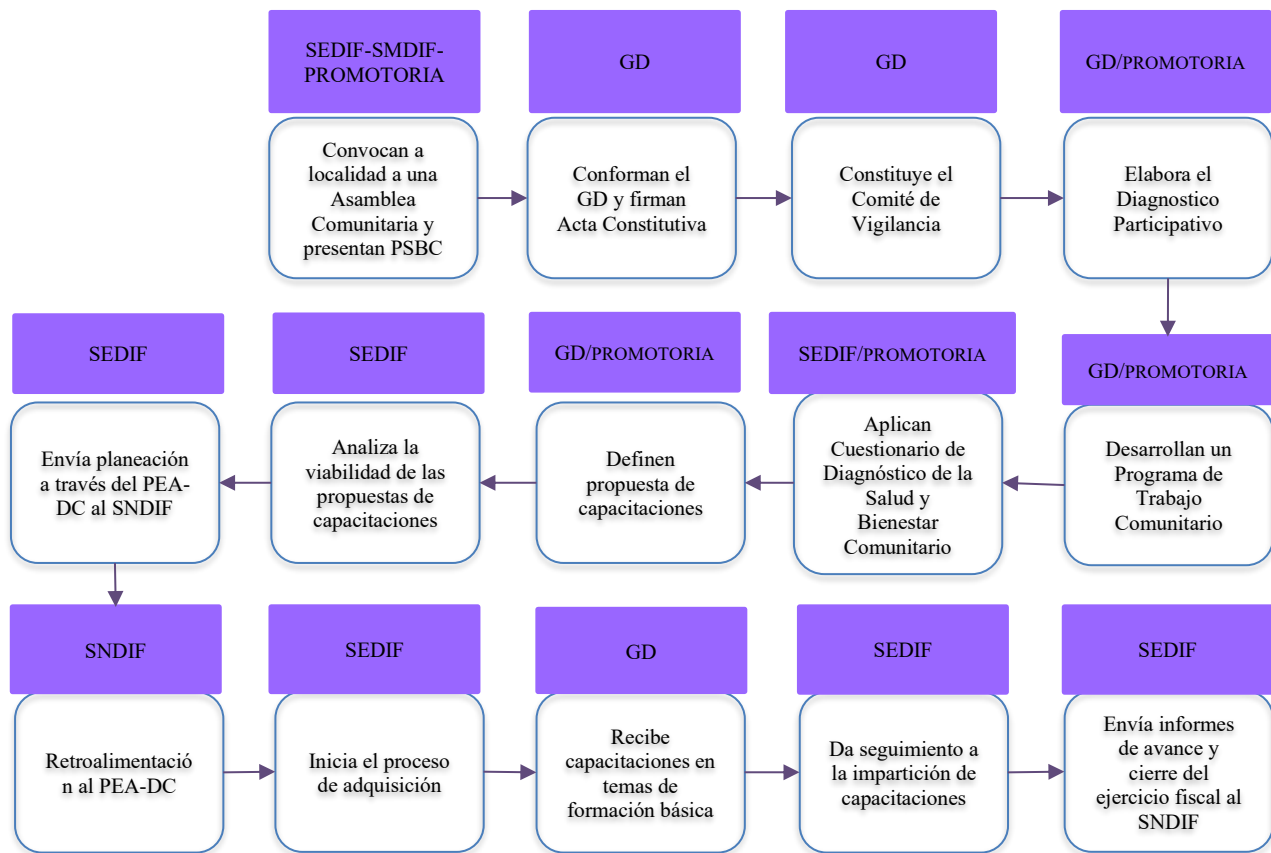 SEDIF-SMDIF-
PROMOTORIA
Convocan a
localidad a una
Asamblea
Comunitaria y
presentan PSBC
GD
Conforman el
GD y firman
Acta Constitutiva
GD
Constituye el
Comité de
Vigilancia
GD/PROMOTORIA
Elabora el
Diagnostico
Participativo
GD/PROMOTORIA
Desarrollan un
Programa de
Trabajo
Comunitario
SEDIF/PROMOTORIA
Aplican
Cuestionario de
Diagnóstico de la
Salud y
Bienestar
Comunitario
GD/PROMOTORIA
Definen
propuesta de
capacitaciones
SEDIF
Analiza la
viabilidad de las
propuestas de
capacitaciones
SEDIF
Envía planeación
a través del PEA-
DC al SNDIF
SNDIF
Retroalimentació
n al PEA-DC
SEDIF
Inicia el proceso
de adquisición
GD
Recibe
capacitaciones en
temas de
formación básica
SEDIF
Da seguimiento a
la impartición de
capacitaciones
SEDIF
Envía informes
de avance y
cierre del
ejercicio fiscal al
SNDIF